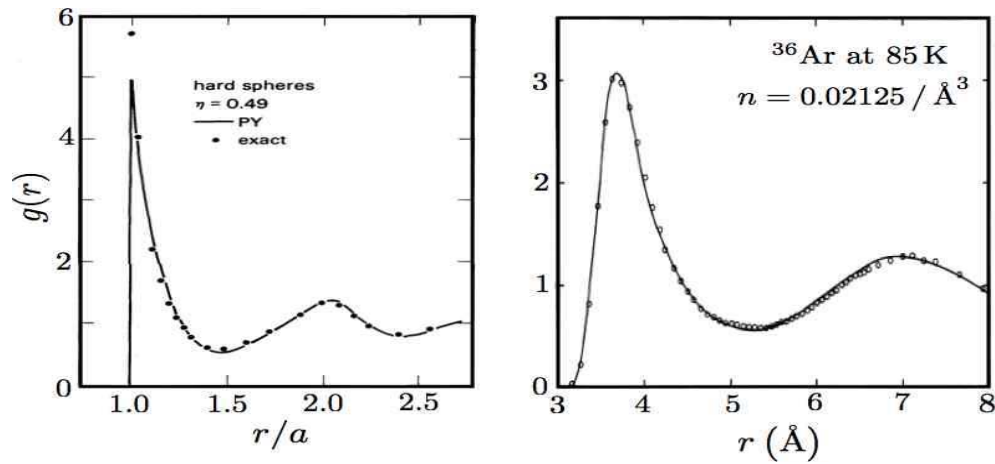 6
4
2
0
g(r)
hard spheres
η = 0.49
— PY
• exact
1.0
1.5
2.0
2.5
r/a
³⁶Ar at 85 K
n = 0.02125 / Å³
3
2
1
0
3
4
5
6
7
8
r (Å)